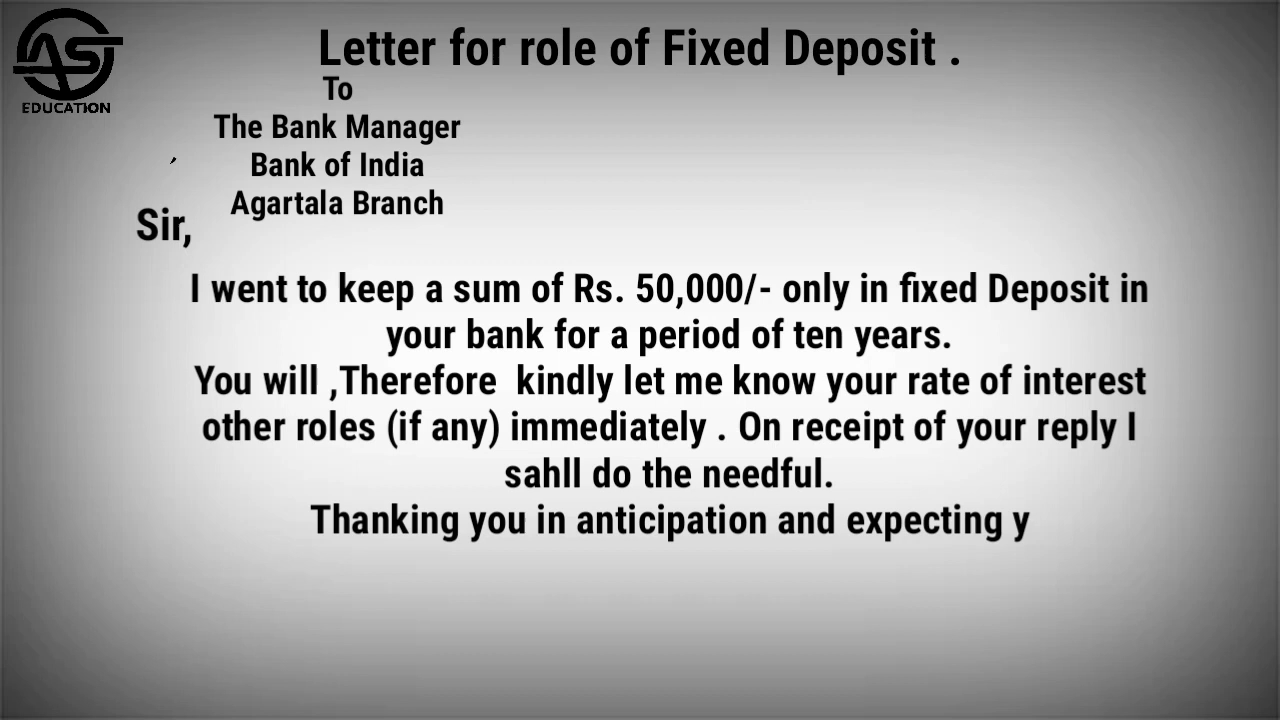 AST
EDUCATION
Letter for role of Fixed Deposit .
To
The Bank Manager
Bank of India
Agartala Branch
Sir,
I went to keep a sum of Rs. 50,000/- only in fixed Deposit in
your bank for a period of ten years.
You will ,Therefore kindly let me know your rate of interest
other roles (if any) immediately . On receipt of your reply I
sahll do the needful.
Thanking you in anticipation and expecting y